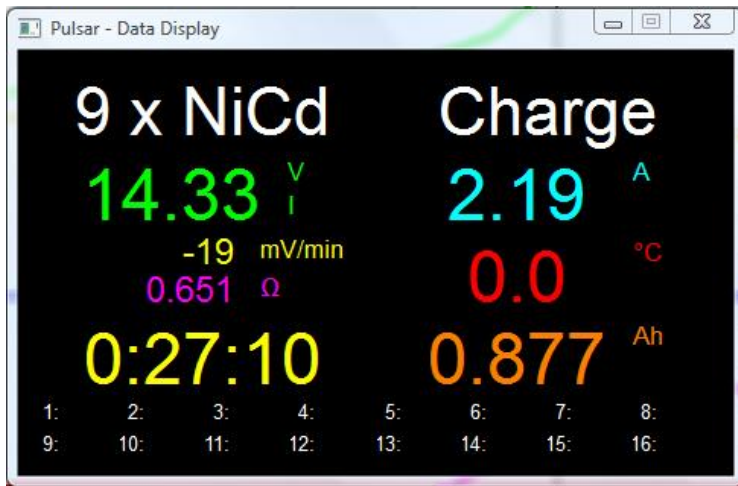 Pulsar - Data Display
9 x NiCd Charge
14.33 V I 2.19 A
-19 mV/min 0.0 °C
0.651 Ω
0:27:10 0.877 Ah
1: 2: 3: 4: 5: 6: 7: 8:
9: 10: 11: 12: 13: 14: 15: 16: